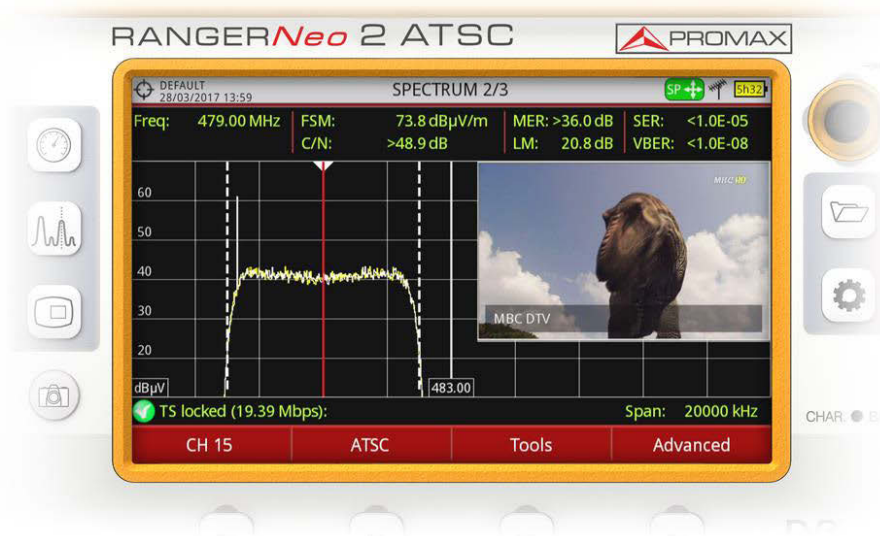 RANGERNeo 2 ATSC
PROMAX
DEFAULT
28/03/2017 13:59
SPECTRUM 2/3
SP
5h32
Freq: 479.00 MHz
FSM: 73.8 dBµV/m
MER: >36.0 dB
SER: <1.0E-05
C/N: >48.9 dB
LM: 20.8 dB
VBER: <1.0E-08
60
50
40
30
20
dBµV
483.00
MBC HD
MBC DTV
TS locked (19.39 Mbps):
Span: 20000 kHz
CH 15
ATSC
Tools
Advanced
CHAR.